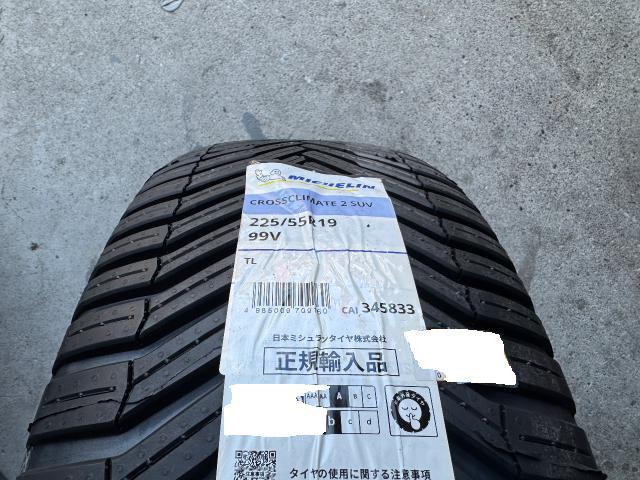 MICHELIN
CROSSCLIMATE 2 SUV
225/55R19
99V
TL
CAI 345833
日本ミシュランタイヤ株式会社
正規輸入品
AAA AA A B C
b c d
タイヤの使用に関する注意事項